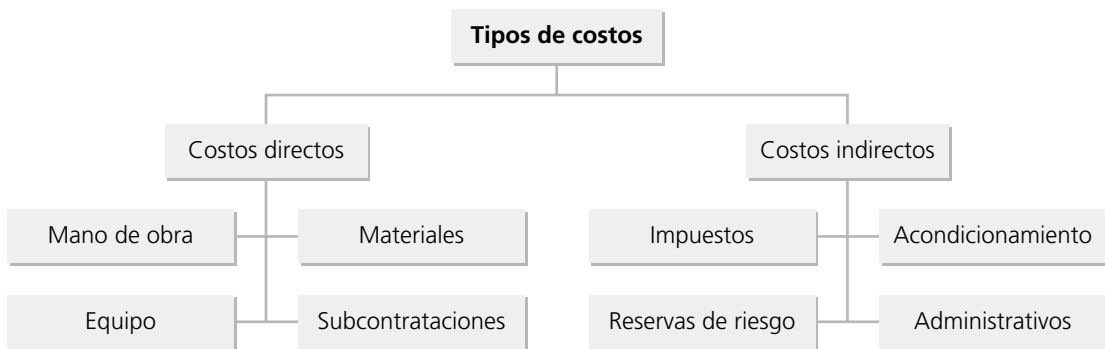 Tipos de costos
Costos directos
Costos indirectos
Mano de obra
Materiales
Impuestos
Acondicionamiento
Equipo
Subcontrataciones
Reservas de riesgo
Administrativos